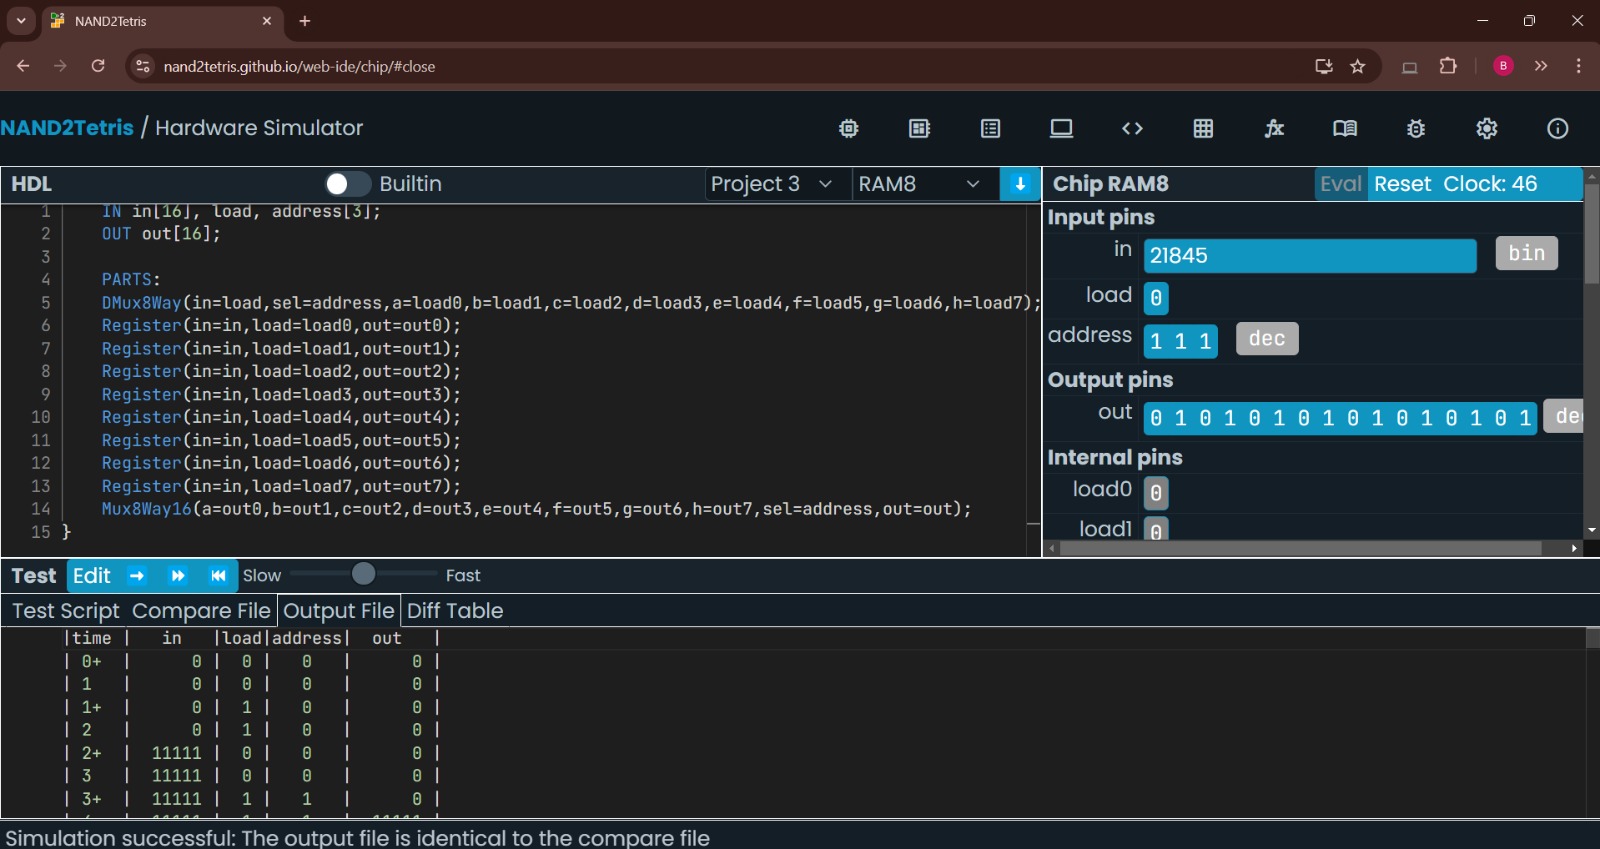 NAND2Tetris
nand2tetris.github.io/web-ide/chip/#close
B
NAND2Tetris / Hardware Simulator
HDL Builtin Project 3 RAM8
1 IN in[16], load, address[3];
2 OUT out[16];
3
4 PARTS:
5 DMux8Way(in=load,sel=address,a=load0,b=load1,c=load2,d=load3,e=load4,f=load5,g=load6,h=load7);
6 Register(in=in,load=load0,out=out0);
7 Register(in=in,load=load1,out=out1);
8 Register(in=in,load=load2,out=out2);
9 Register(in=in,load=load3,out=out3);
10 Register(in=in,load=load4,out=out4);
11 Register(in=in,load=load5,out=out5);
12 Register(in=in,load=load6,out=out6);
13 Register(in=in,load=load7,out=out7);
14 Mux8Way16(a=out0,b=out1,c=out2,d=out3,e=out4,f=out5,g=out6,h=out7,sel=address,out=out);
15 }
Chip RAM8 Eval Reset Clock: 46
Input pins
in 21845 bin
load 0
address 1 1 1 dec
Output pins
out 0 1 0 1 0 1 0 1 0 1 0 1 0 1 0 1
Internal pins
load0 0
load1 0
Test Edit Slow Fast
Test Script Compare File Output File Diff Table
|time | in |load|address| out |
| 0+ | 0 | 0 | 0 | 0 |
| 1 | 0 | 0 | 0 | 0 |
| 1+ | 0 | 1 | 0 | 0 |
| 2 | 0 | 1 | 0 | 0 |
| 2+ | 11111 | 0 | 0 | 0 |
| 3 | 11111 | 0 | 0 | 0 |
| 3+ | 11111 | 1 | 1 | 0 |
Simulation successful: The output file is identical to the compare file